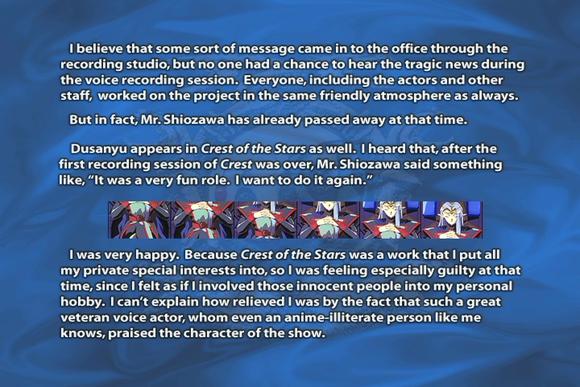 I believe that some sort of message came in to the office through the
recording studio, but no one had a chance to hear the tragic news during
the voice recording session. Everyone, including the actors and other
staff, worked on the project in the same friendly atmosphere as always.
But in fact, Mr. Shiozawa has already passed away at that time.
Dusanyu appears in Crest of the Stars as well. I heard that, after the
first recording session of Crest was over, Mr. Shiozawa said something
like, “It was a very fun role. I want to do it again.”
I was very happy. Because Crest of the Stars was a work that I put all
my private special interests into, so I was feeling especially guilty at that
time, since I felt as if I involved those innocent people into my personal
hobby. I can’t explain how relieved I was by the fact that such a great
veteran voice actor, whom even an anime-illiterate person like me
knows, praised the character of the show.